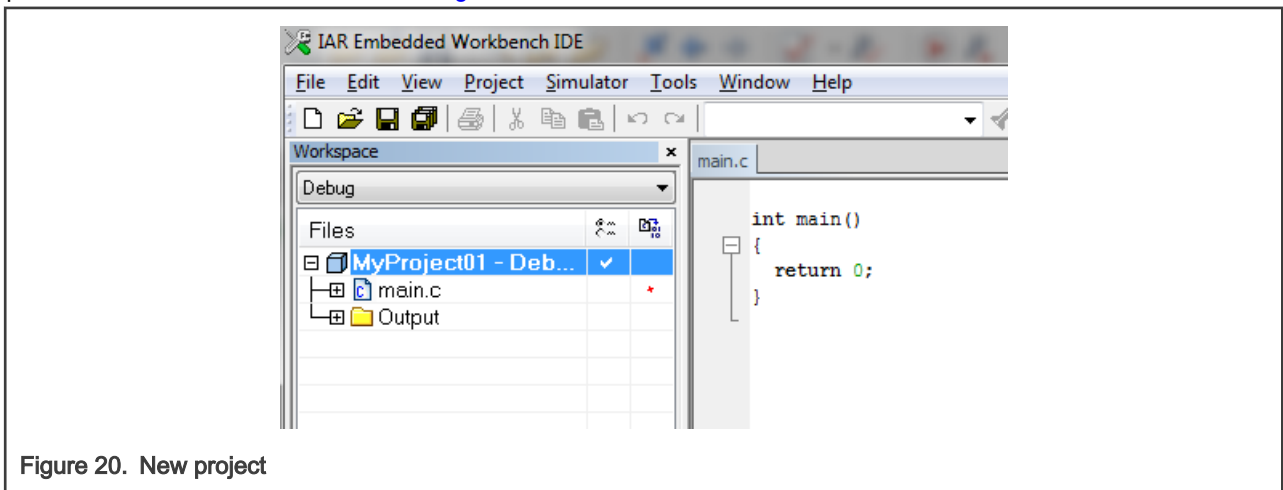 IAR Embedded Workbench IDE
File Edit View Project Simulator Tools Window Help
Workspace
main.c
Debug
Files
MyProject01 - Deb...
main.c
Output
int main()
{
return 0;
}
Figure 20. New project